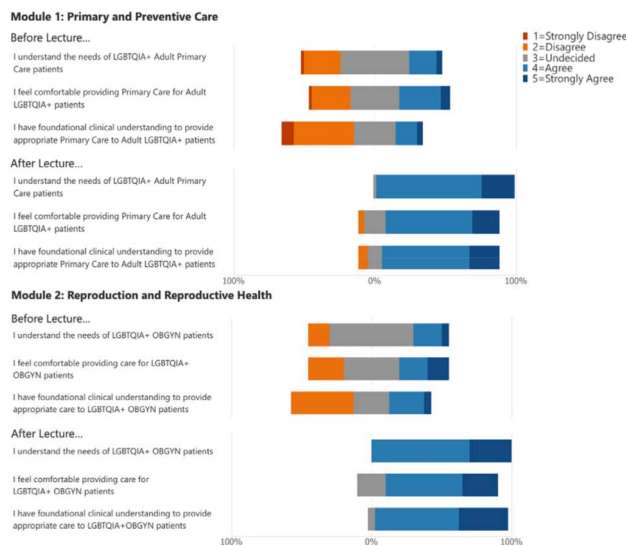 Module 1: Primary and Preventive Care
Before Lecture...
1=Strongly Disagree
2=Disagree
3=Undecided
4=Agree
5=Strongly Agree
I understand the needs of LGBTQIA+ Adult Primary
Care patients
I feel comfortable providing Primary Care for Adult
LGBTQIA+ patients
I have foundational clinical understanding to provide
appropriate Primary Care to Adult LGBTQIA+ patients
After Lecture...
I understand the needs of LGBTQIA+ Adult Primary
Care patients
I feel comfortable providing Primary Care for Adult
LGBTQIA+ patients
I have foundational clinical understanding to provide
appropriate Primary Care to Adult LGBTQIA+ patients
100% 0% 100%
Module 2: Reproduction and Reproductive Health
Before Lecture...
I understand the needs of LGBTQIA+ OBGYN patients
100% 0% 100%
I feel comfortable providing care for LGBTQIA+
OBGYN patients
I have foundational clinical understanding to provide
appropriate care to LGBTQIA+ OBGYN patients
After Lecture...
I understand the needs of LGBTQIA+ OBGYN patients
I feel comfortable providing care for
LGBTQIA+ OBGYN patients
I have foundational clinical understanding to provide
appropriate care to LGBTQIA+OBGYN patients
100% 0% 100%